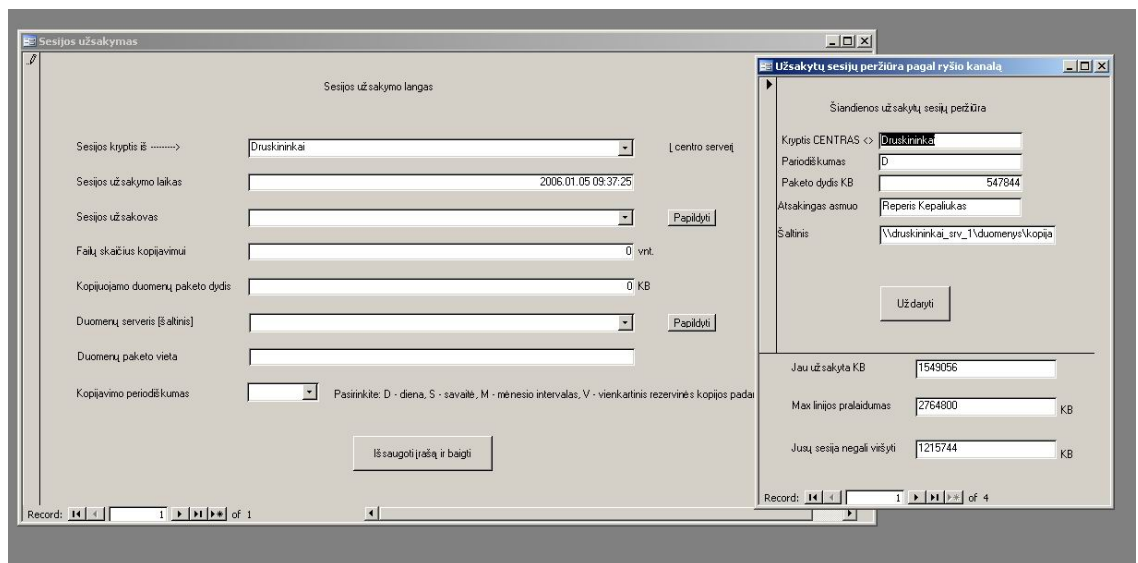 Sesijos užsakymas
Sesijos užsakymo langas
Sesijos kryptis iš --------->
Druskininkai
Į centro serverį
Sesijos užsakymo laikas
2006.01.05 09:37:25
Sesijos užsakovas
Papildyti
Failų skaičius kopijavimui
0 vnt.
Kopijuojamo duomenų paketo dydis
0 KB
Duomenų serveris [šaltinis]
Papildyti
Duomenų paketo vieta
Kopijavimo periodiškumas
Pasirinkite: D - diena, S - savaitė, M - mėnesio intervalas, V - vienkartinis rezervinės kopijos padar
Išsaugoti įrašą ir baigti
Record: 1 of 1
Užsakytų sesijų peržiūra pagal ryšio kanalą
Šiandienos užsakytų sesijų peržiūra
Kryptis CENTRAS <> Druskininkai
Pariodiškumas D
Paketo dydis KB 547844
Atsakingas asmuo Reperis Kepaliukas
Šaltinis \\druskininkai_srv_1\duomenys\kopija
Uždaryti
Jau užsakyta KB 1549056
Max linijos pralaidumas 2764800 KB
Jusų sesija negali viršyti 1215744 KB
Record: 1 of 4